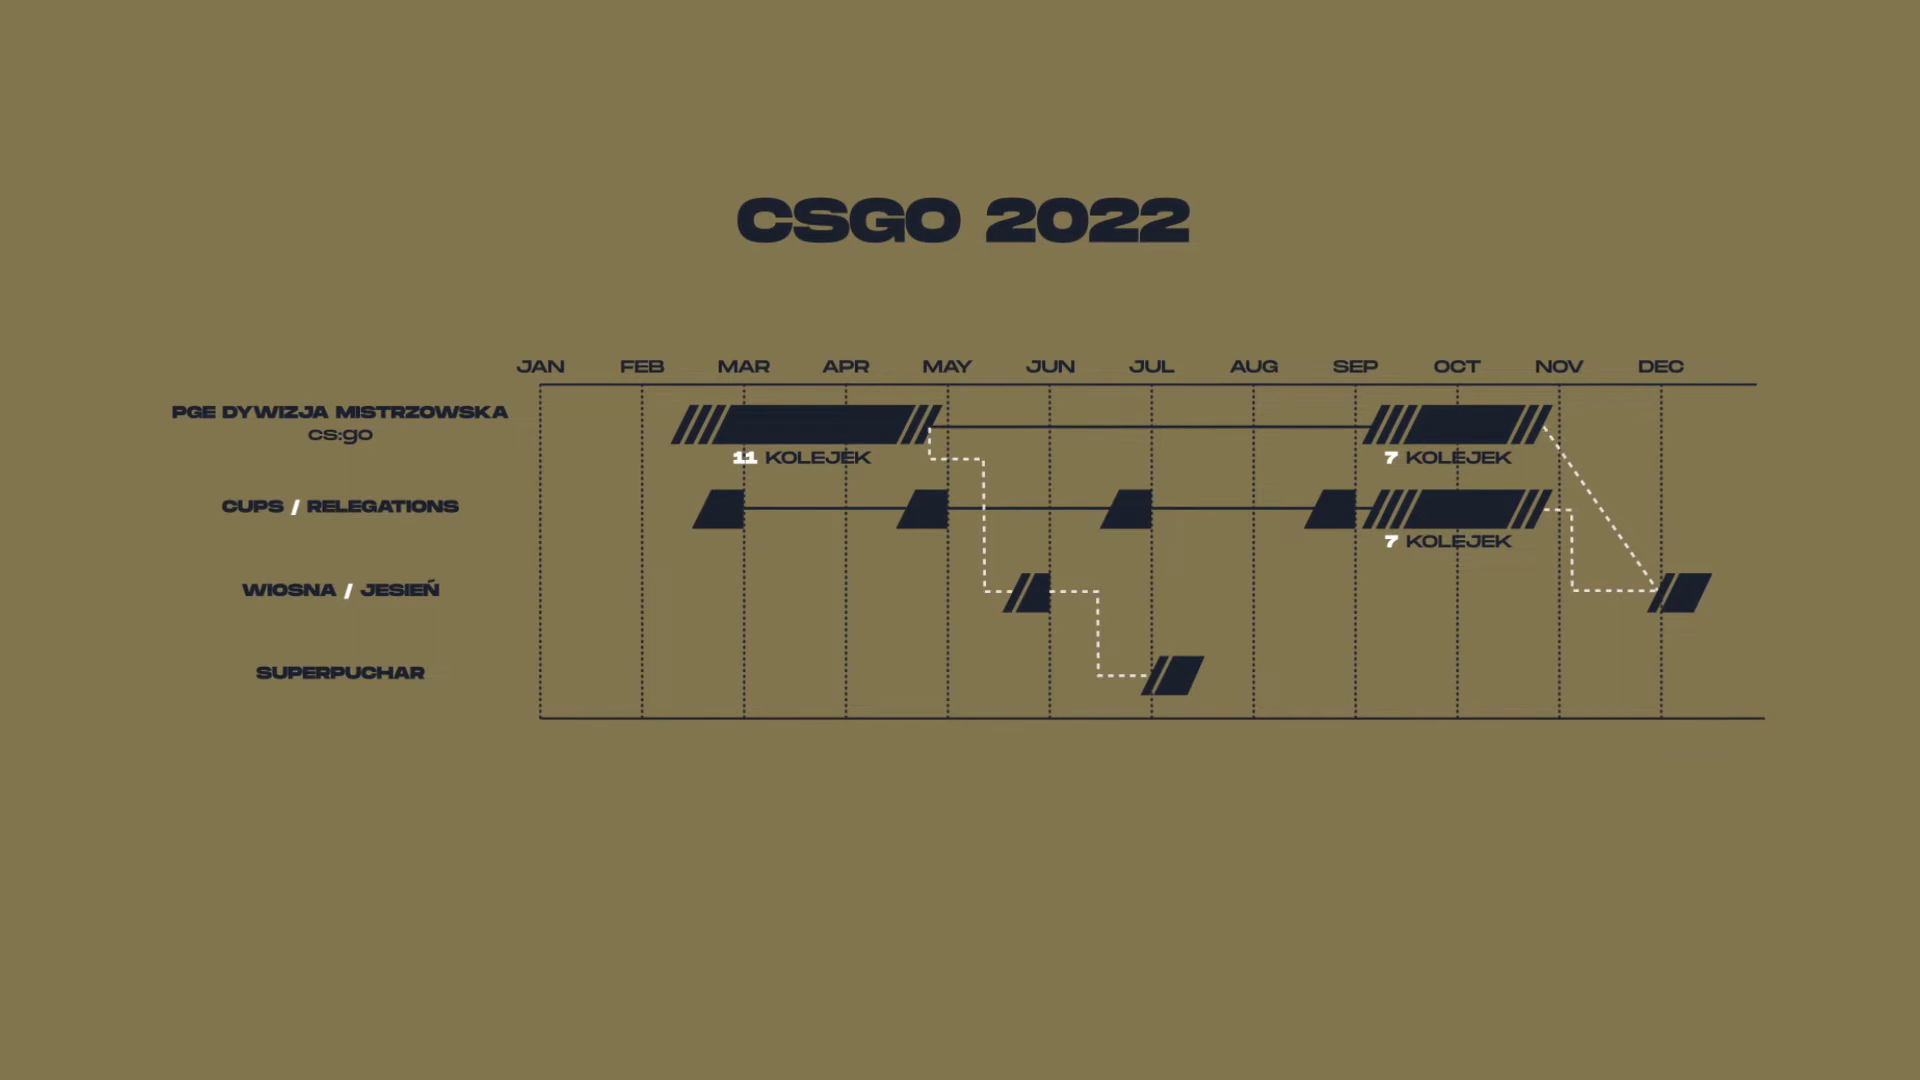 CSGO 2022
JAN FEB MAR APR MAY JUN JUL AUG SEP OCT NOV DEC
PGE DYWIZJA MISTRZOWSKA
cs:go
11 KOLEJEK 7 KOLEJEK
CUPS / RELEGATIONS
7 KOLEJEK
WIOSNA / JESIEŃ
SUPERPUCHAR